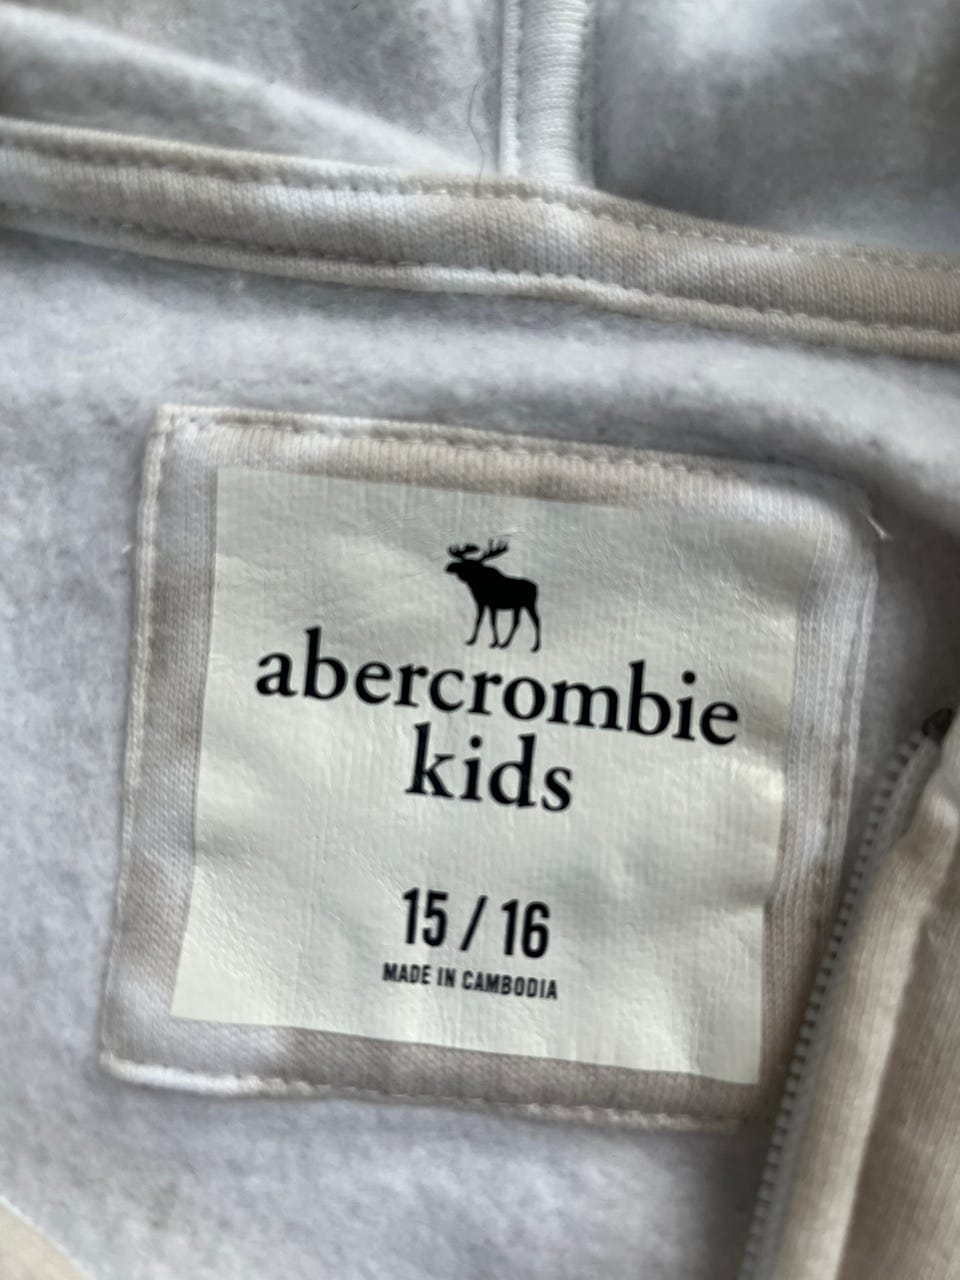 abercrombie
kids
15 / 16
MADE IN CAMBODIA